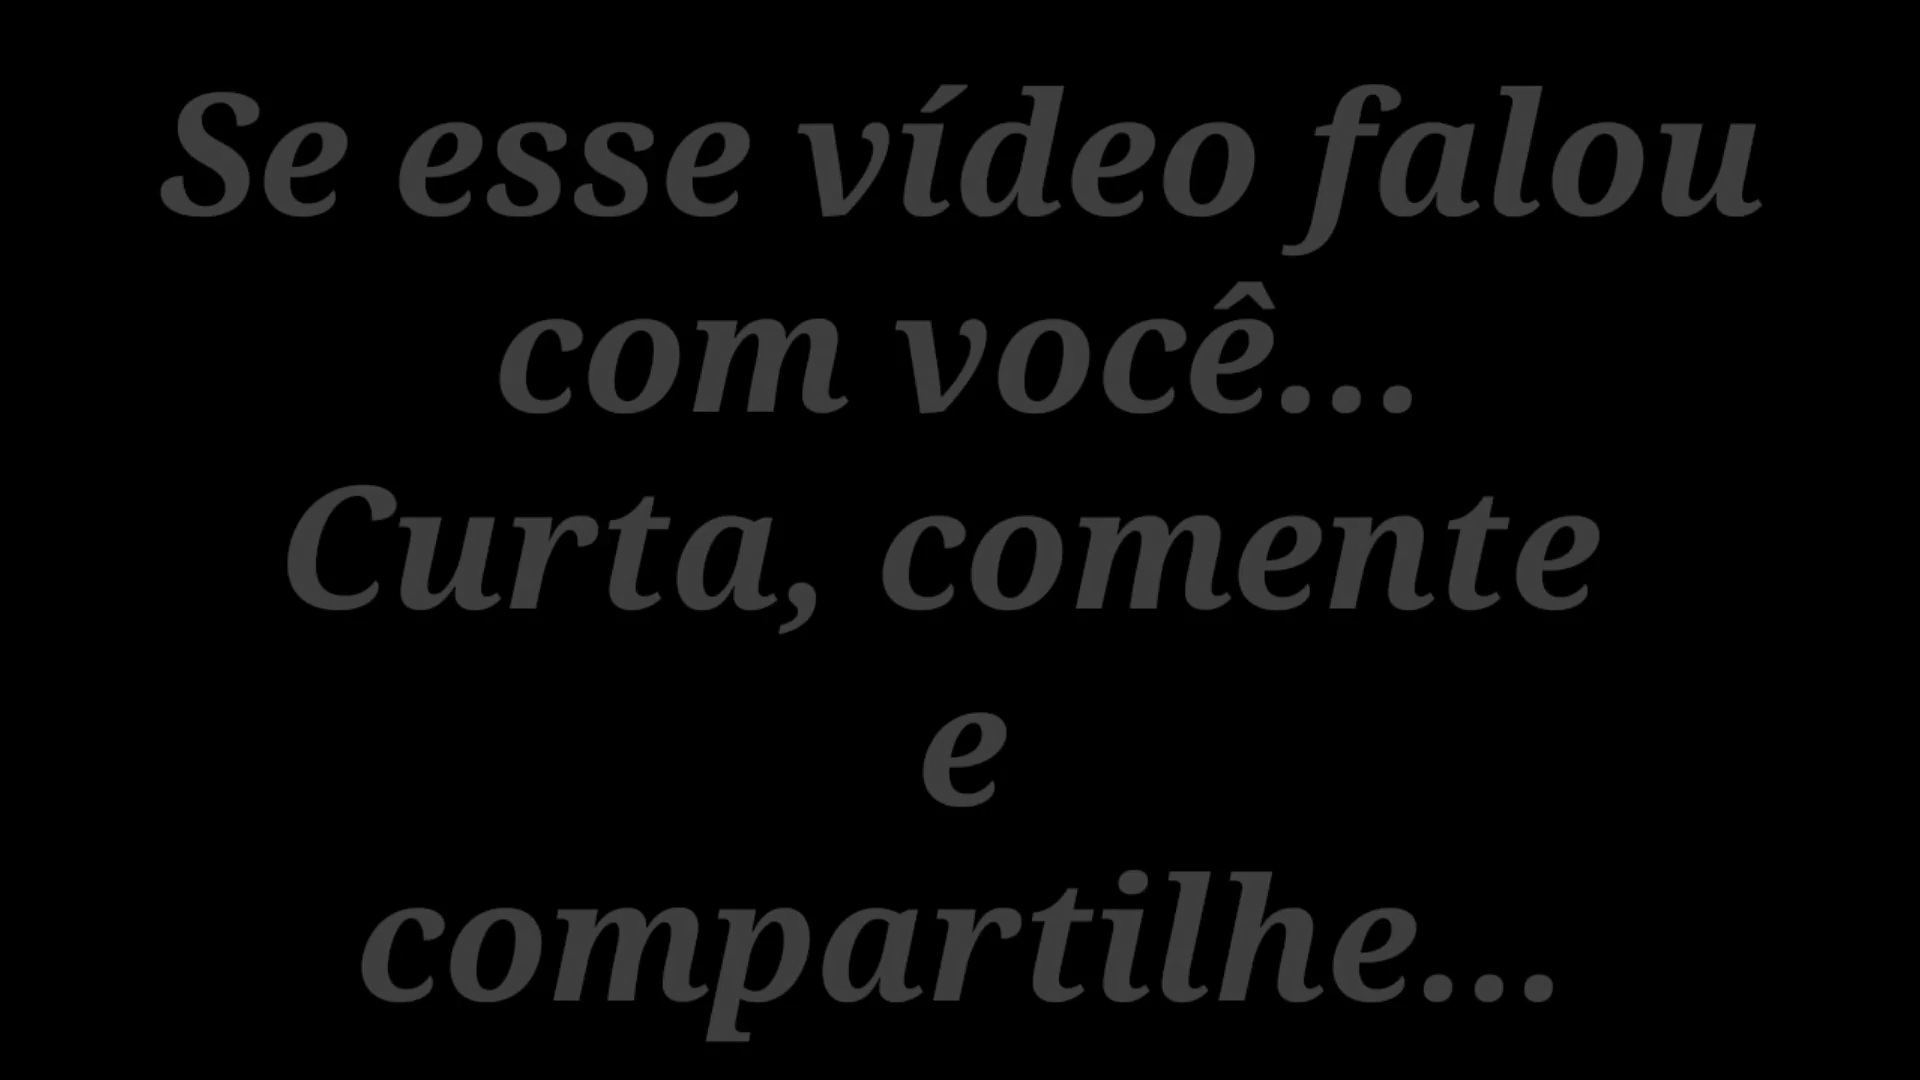 Se esse vídeo falou
com você...
Curta, comente
e
compartilhe...